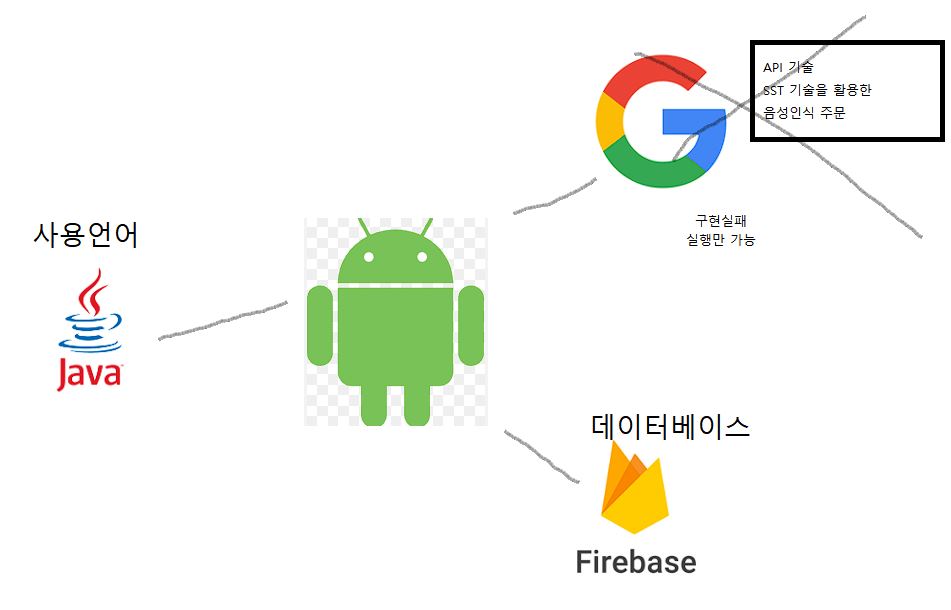 API 기술
SST 기술을 활용한
음성인식 주문
구현실패
실행만 가능
사용언어
Java
데이터베이스
Firebase